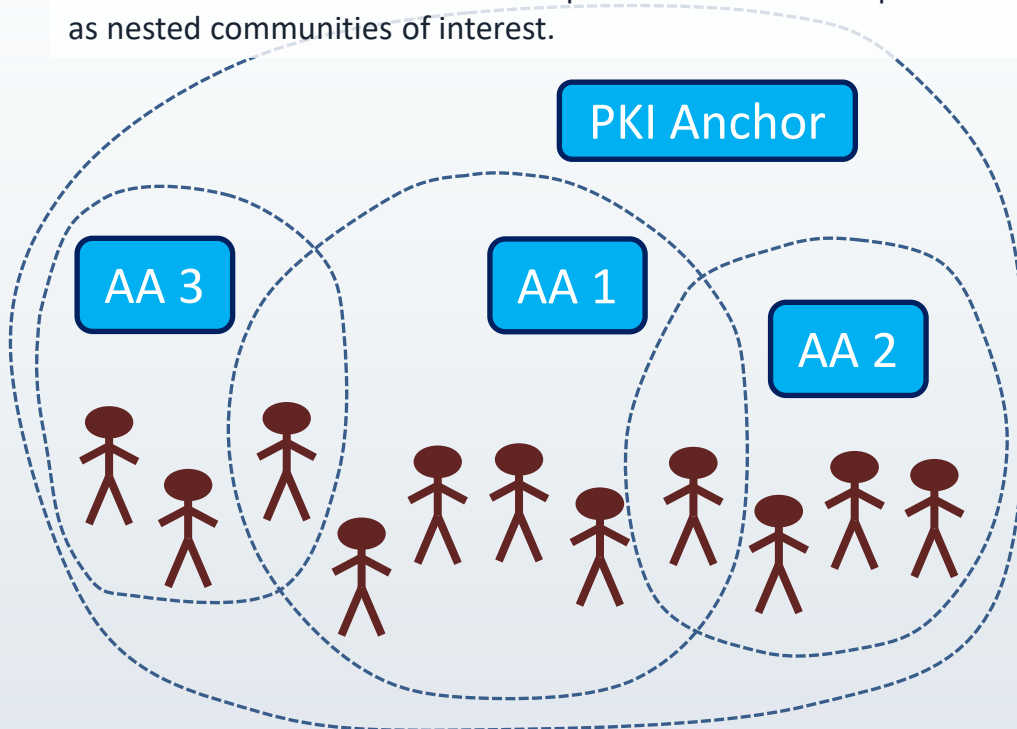 as nested communities of interest.
PKI Anchor
AA 3
AA 1
AA 2